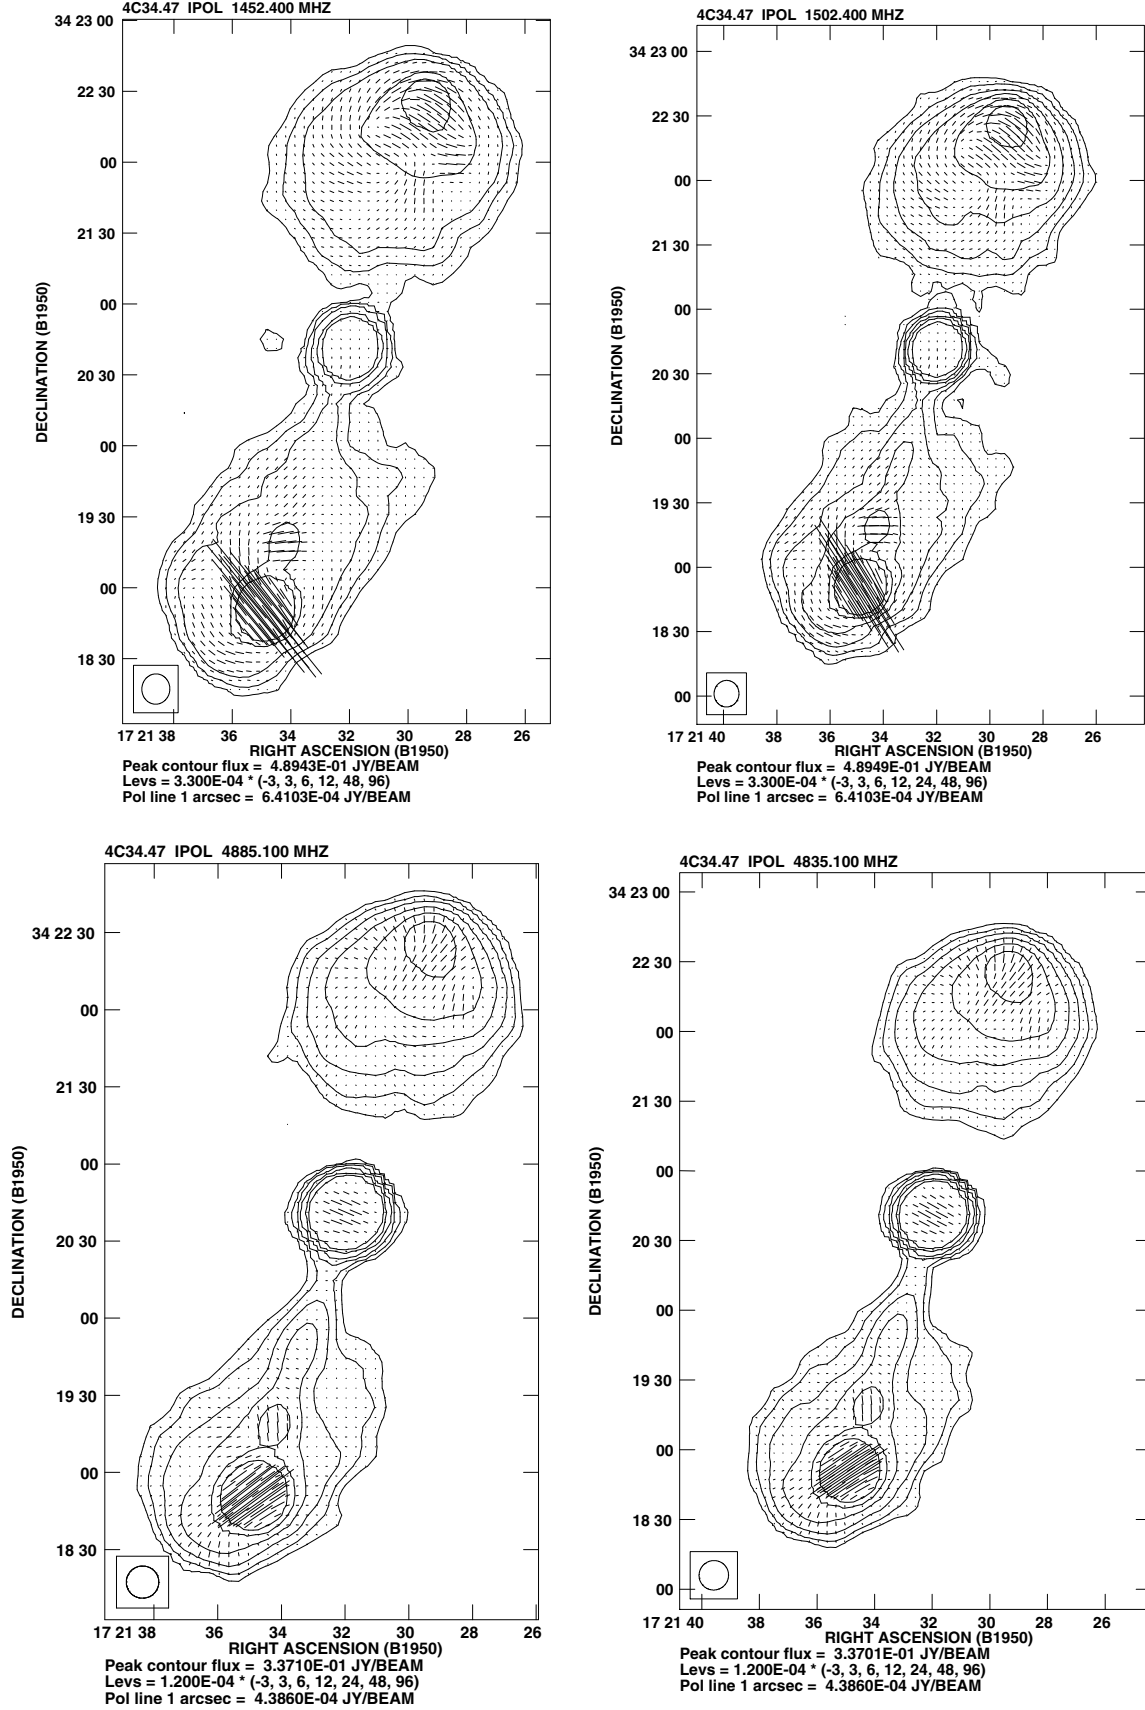 4C34.47 IPOL 1452.400 MHZ
34 23 00
22 30
00
21 30
00
20 30
00
19 30
00
18 30
DECLINATION (B1950)
17 21 38 36 34 32 30 28 26
RIGHT ASCENSION (B1950)
Peak contour flux = 4.8943E-01 JY/BEAM
Levs = 3.300E-04 * (-3, 3, 6, 12, 48, 96)
Pol line 1 arcsec = 6.4103E-04 JY/BEAM
4C34.47 IPOL 1502.400 MHZ
34 23 00
22 30
00
21 30
00
20 30
00
19 30
00
18 30
00
DECLINATION (B1950)
17 21 40 38 36 34 32 30 28 26
RIGHT ASCENSION (B1950)
Peak contour flux = 4.8949E-01 JY/BEAM
Levs = 3.300E-04 * (-3, 3, 6, 12, 24, 48, 96)
Pol line 1 arcsec = 6.4103E-04 JY/BEAM
4C34.47 IPOL 4885.100 MHZ
34 22 30
00
21 30
00
20 30
00
19 30
00
18 30
DECLINATION (B1950)
17 21 38 36 34 32 30 28 26
RIGHT ASCENSION (B1950)
Peak contour flux = 3.3710E-01 JY/BEAM
Levs = 1.200E-04 * (-3, 3, 6, 12, 24, 48, 96)
Pol line 1 arcsec = 4.3860E-04 JY/BEAM
4C34.47 IPOL 4835.100 MHZ
34 23 00
22 30
00
21 30
00
20 30
00
19 30
00
18 30
00
DECLINATION (B1950)
17 21 40 38 36 34 32 30 28 26
RIGHT ASCENSION (B1950)
Peak contour flux = 3.3701E-01 JY/BEAM
Levs = 1.200E-04 * (-3, 3, 6, 12, 24, 48, 96)
Pol line 1 arcsec = 4.3860E-04 JY/BEAM